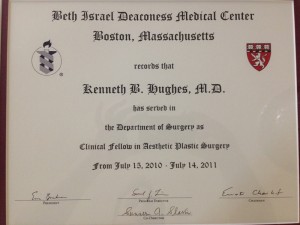 Beth Israel Deaconess Medical Center
Boston, Massachusetts
records that
Kenneth B. Hughes, M.D.
has served in
the Department of Surgery as
Clinical Fellow in Aesthetic Plastic Surgery
From July 15, 2010 - July 14, 2011